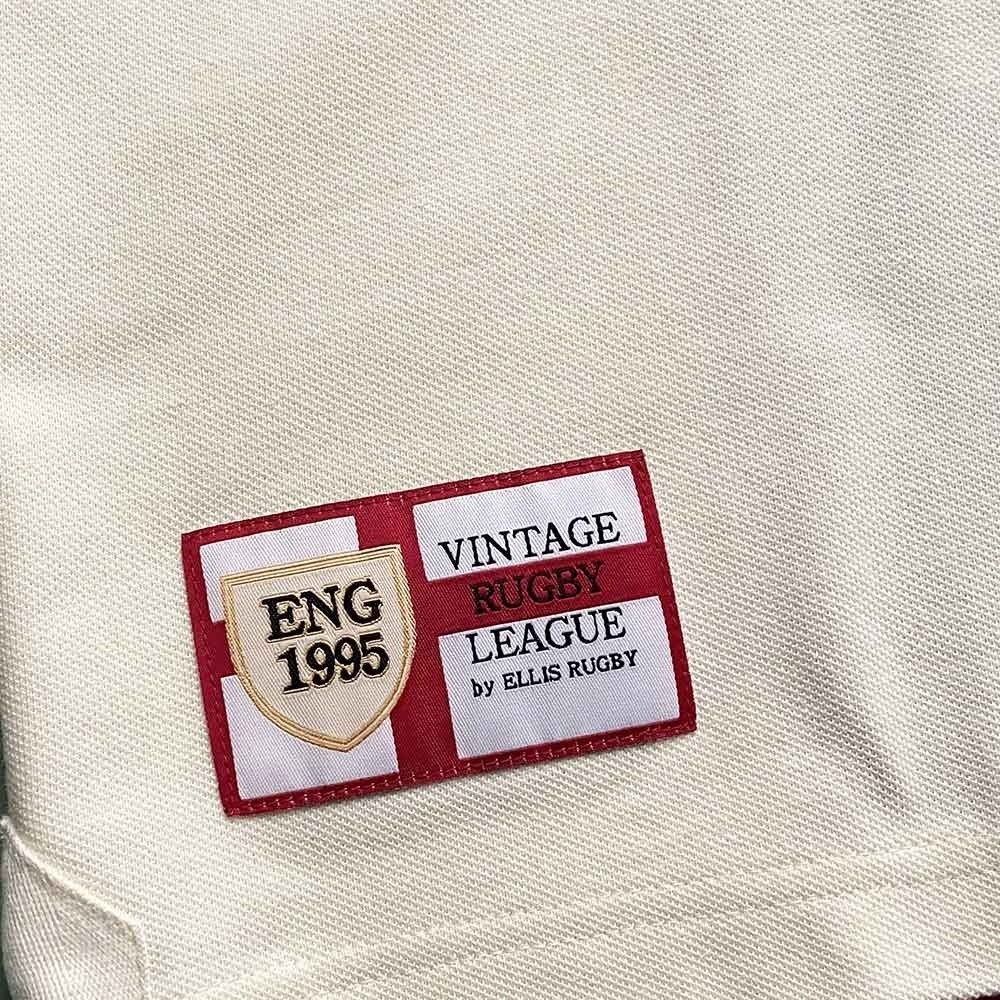 ENG
1995
VINTAGE
RUGBY
LEAGUE
by ELLIS RUGBY